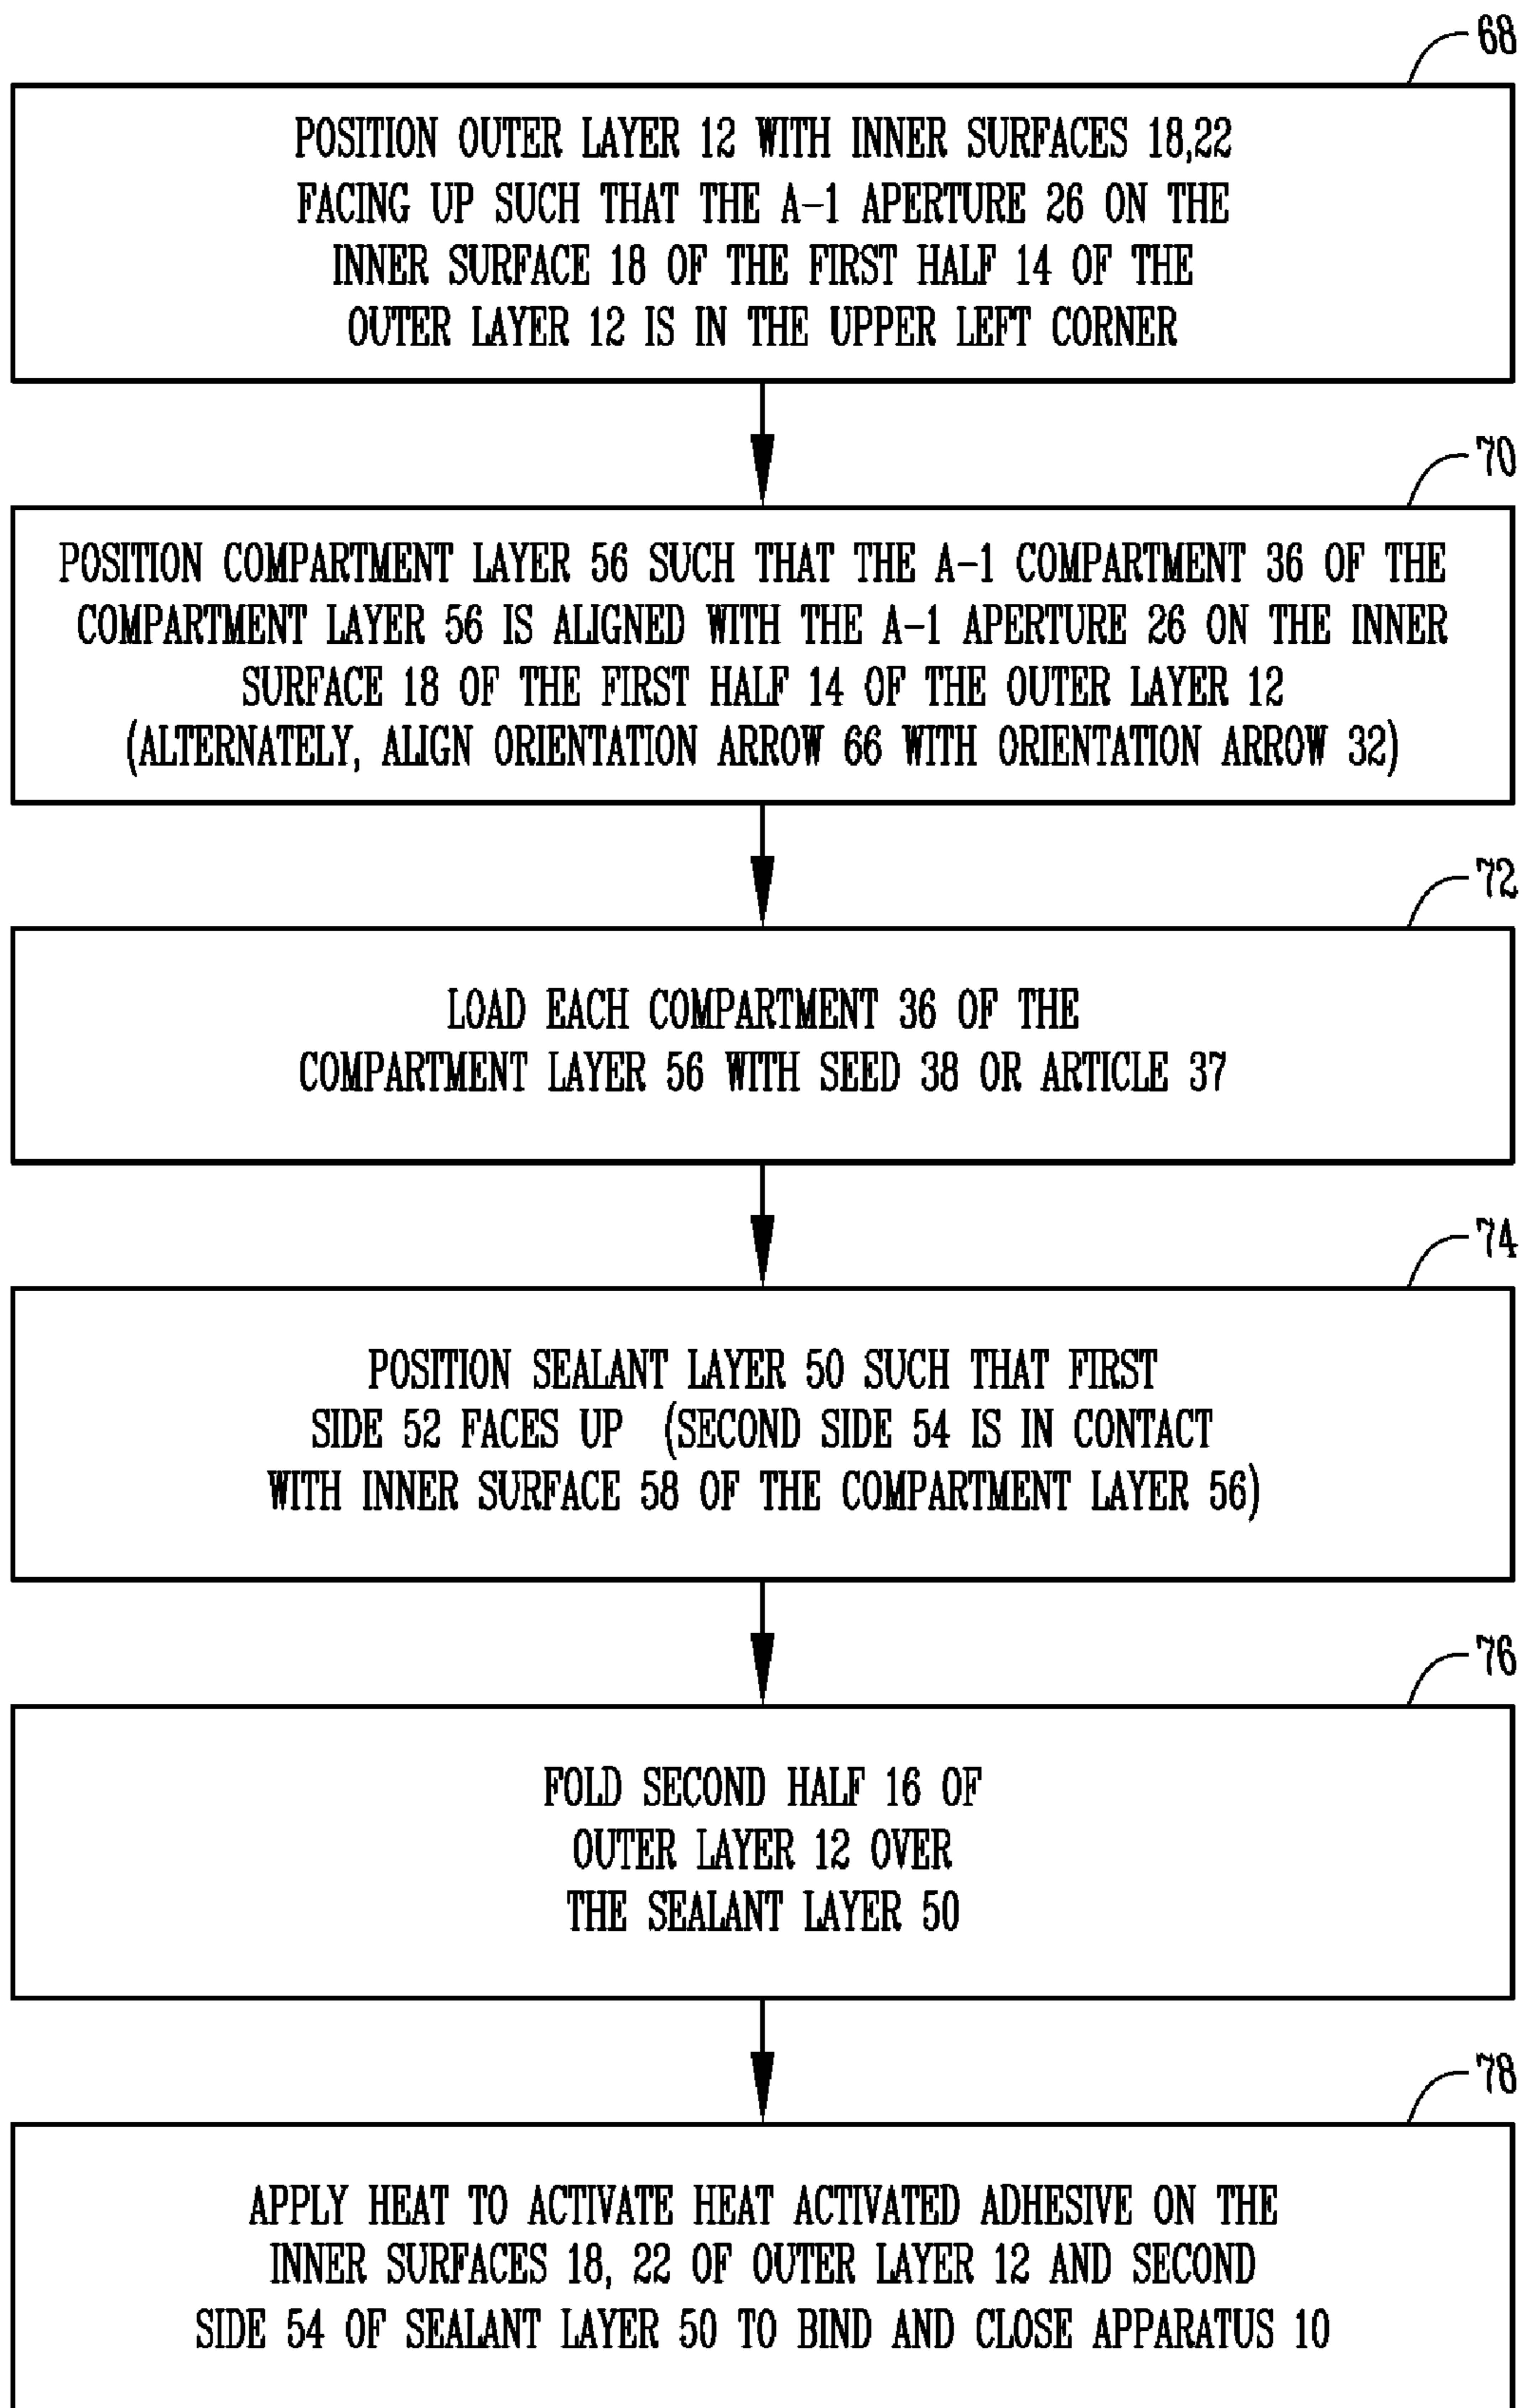 68
POSITION OUTER LAYER 12 WITH INNER SURFACES 18,22
FACING UP SUCH THAT THE A-1 APERTURE 26 ON THE
INNER SURFACE 18 OF THE FIRST HALF 14 OF THE
OUTER LAYER 12 IS IN THE UPPER LEFT CORNER
70
POSITION COMPARTMENT LAYER 56 SUCH THAT THE A-1 COMPARTMENT 36 OF THE
COMPARTMENT LAYER 56 IS ALIGNED WITH THE A-1 APERTURE 26 ON THE INNER
SURFACE 18 OF THE FIRST HALF 14 OF THE OUTER LAYER 12
(ALTERNATELY, ALIGN ORIENTATION ARROW 66 WITH ORIENTATION ARROW 32)
72
LOAD EACH COMPARTMENT 36 OF THE
COMPARTMENT LAYER 56 WITH SEED 38 OR ARTICLE 37
74
POSITION SEALANT LAYER 50 SUCH THAT FIRST
SIDE 52 FACES UP (SECOND SIDE 54 IS IN CONTACT
WITH INNER SURFACE 58 OF THE COMPARTMENT LAYER 56)
76
FOLD SECOND HALF 16 OF
OUTER LAYER 12 OVER
THE SEALANT LAYER 50
78
APPLY HEAT TO ACTIVATE HEAT ACTIVATED ADHESIVE ON THE
INNER SURFACES 18, 22 OF OUTER LAYER 12 AND SECOND
SIDE 54 OF SEALANT LAYER 50 TO BIND AND CLOSE APPARATUS 10